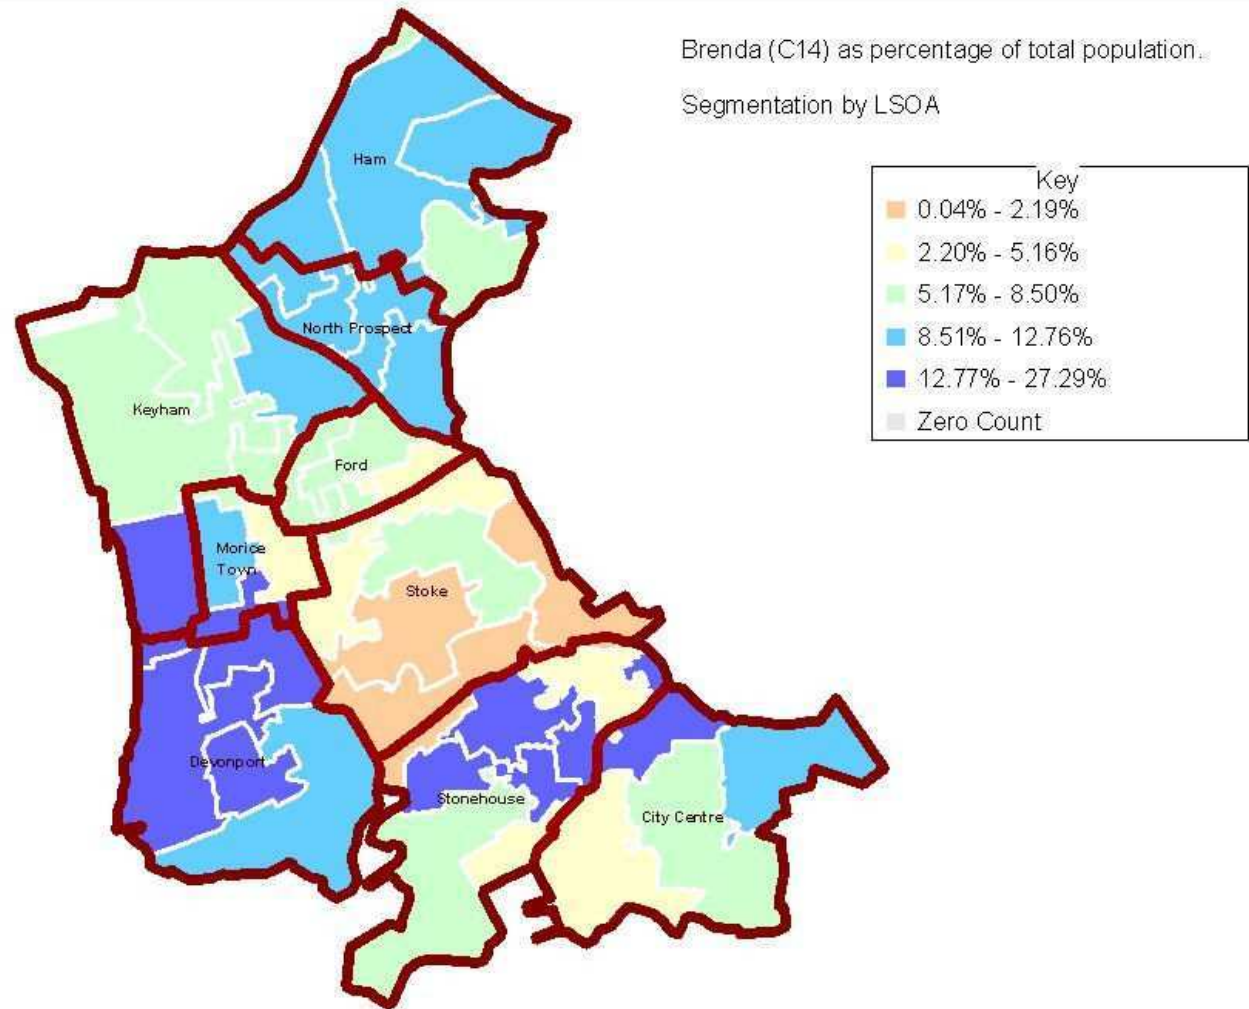 Brenda (C14) as percentage of total population.
Segmentation by LSOA
Key
0.04% - 2.19%
2.20% - 5.16%
5.17% - 8.50%
8.51% - 12.76%
12.77% - 27.29%
Zero Count
Ham
North Prospect
Keyham
Ford
Morice
Town
Stoke
Devonport
Stonehouse
City Centre